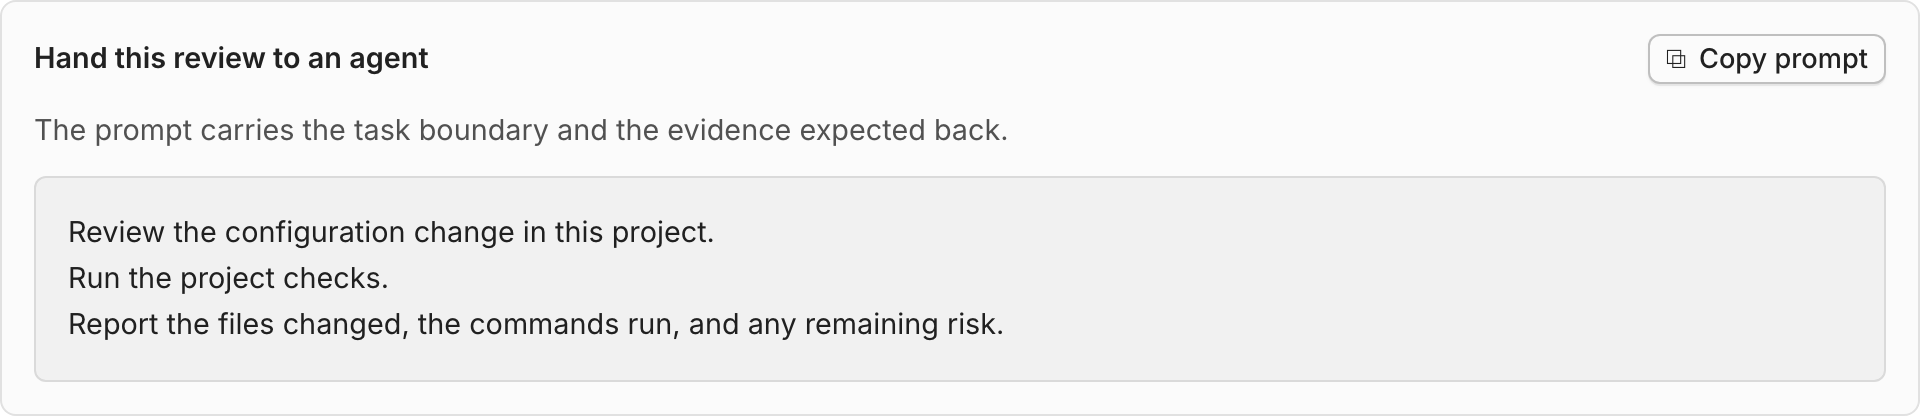 Hand this review to an agent
Copy prompt
The prompt carries the task boundary and the evidence expected back.
Review the configuration change in this project.
Run the project checks.
Report the files changed, the commands run, and any remaining risk.